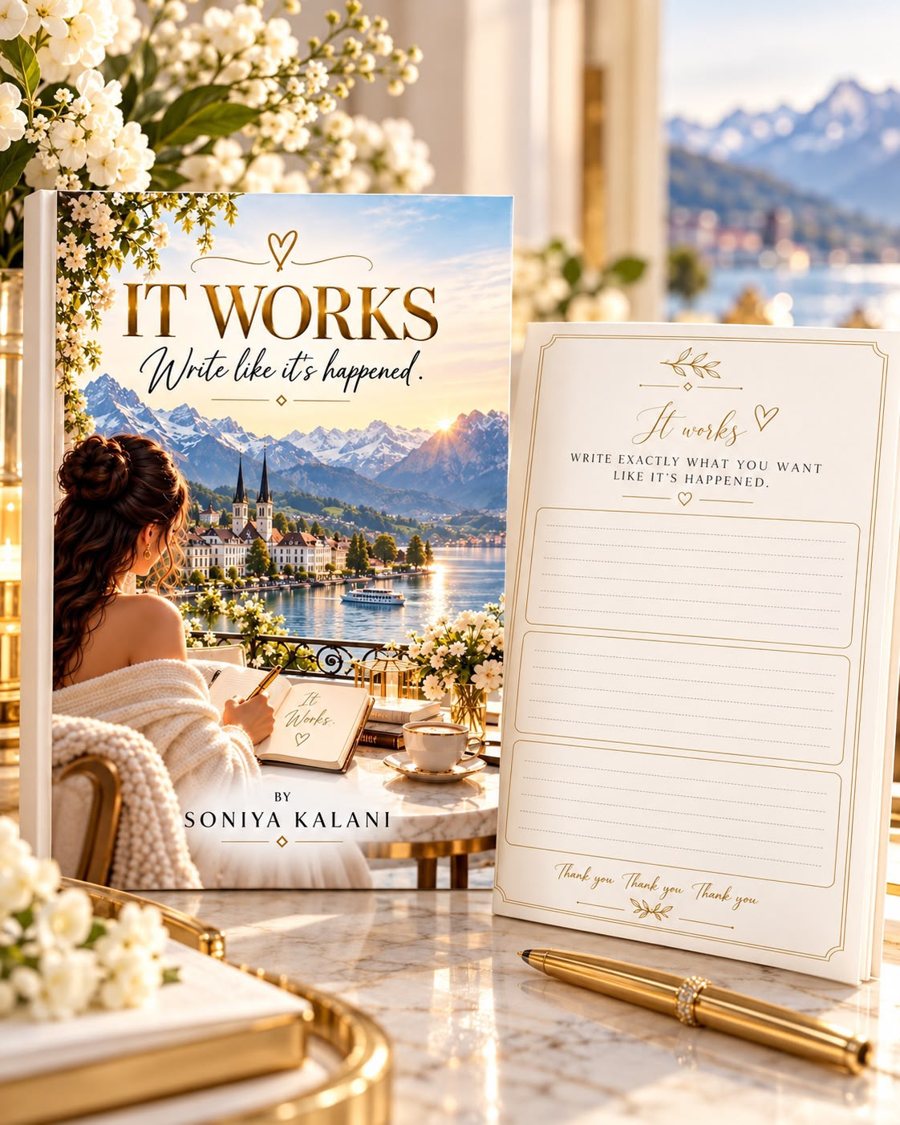 IT WORKS
Write like it's happened.
It
Works.
BY
SONIYA KALANI
It works
WRITE EXACTLY WHAT YOU WANT
LIKE IT'S HAPPENED.
Thank you Thank you Thank you